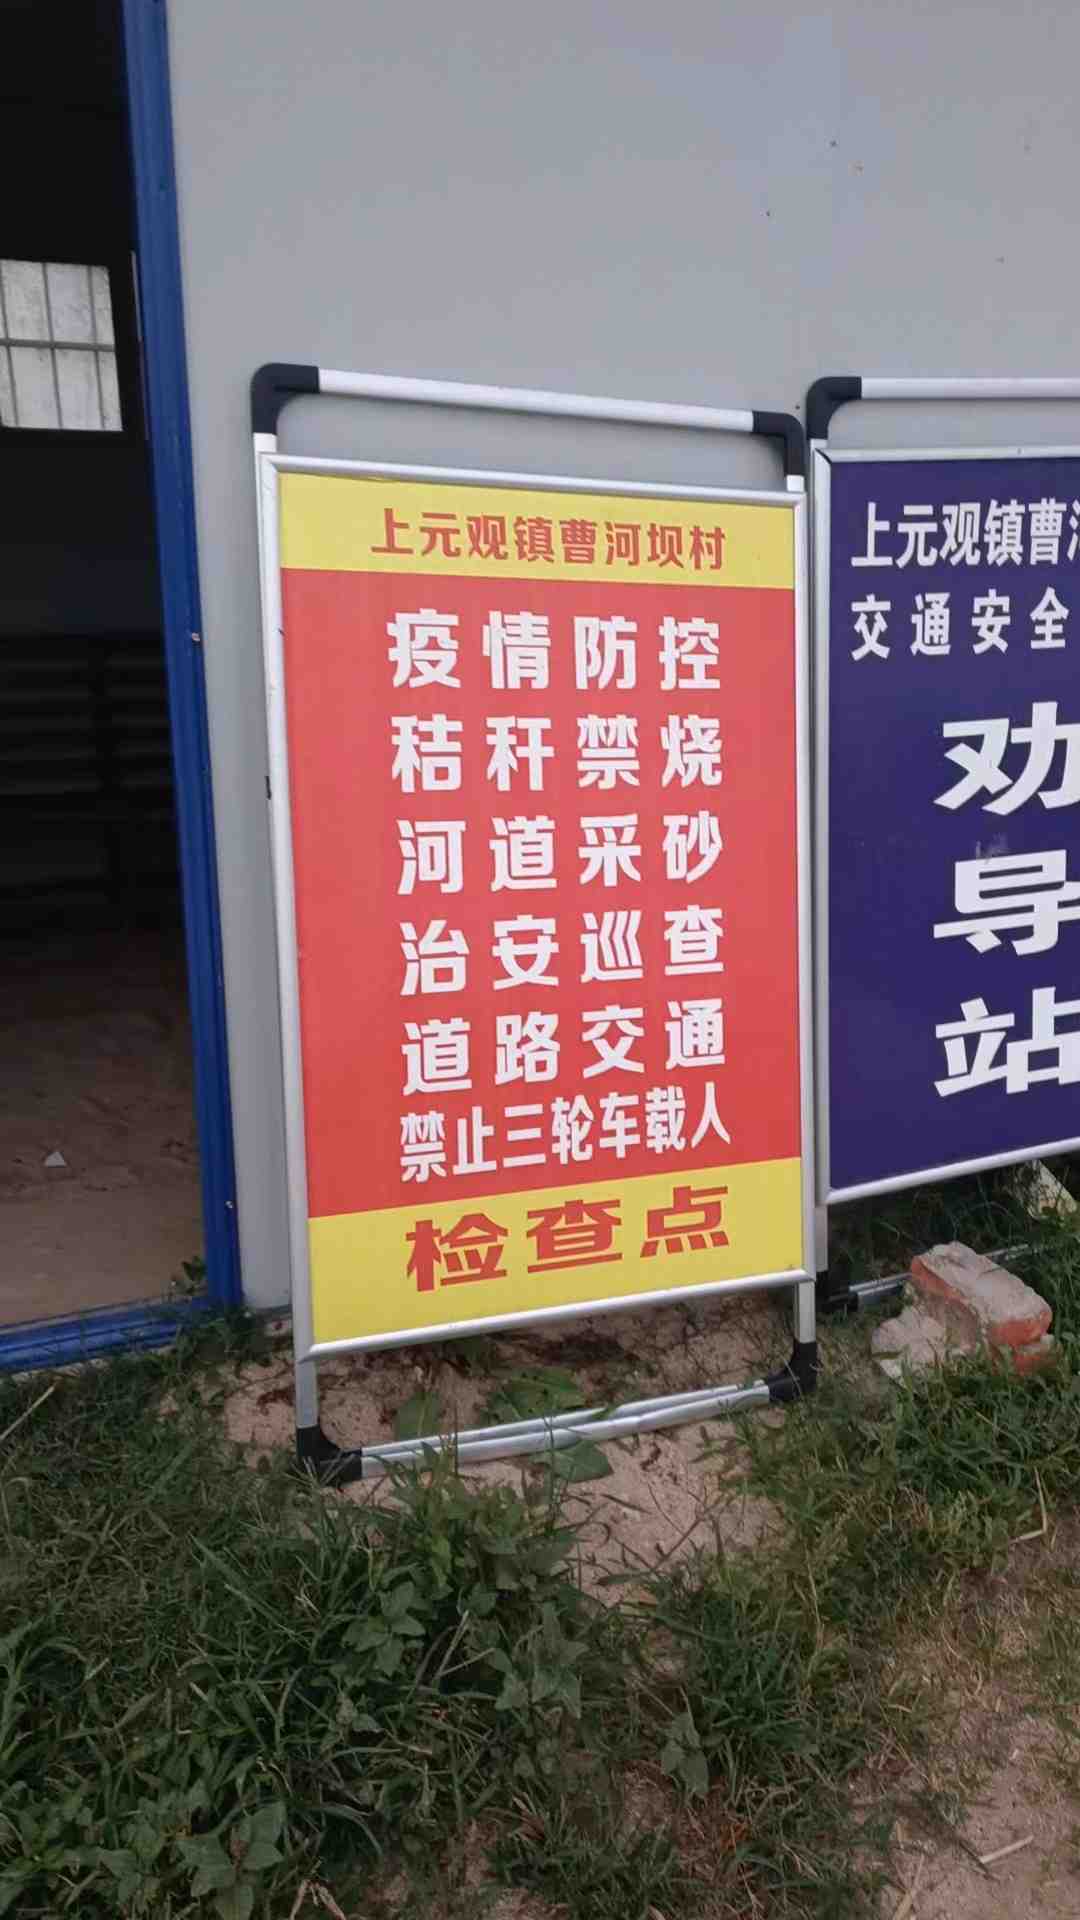 上元观镇曹河坝村
疫情防控
秸秆禁烧
河道采砂
治安巡查
道路交通
禁止三轮车载人
检查点
上元观镇曹
交通安全
劝
导
站